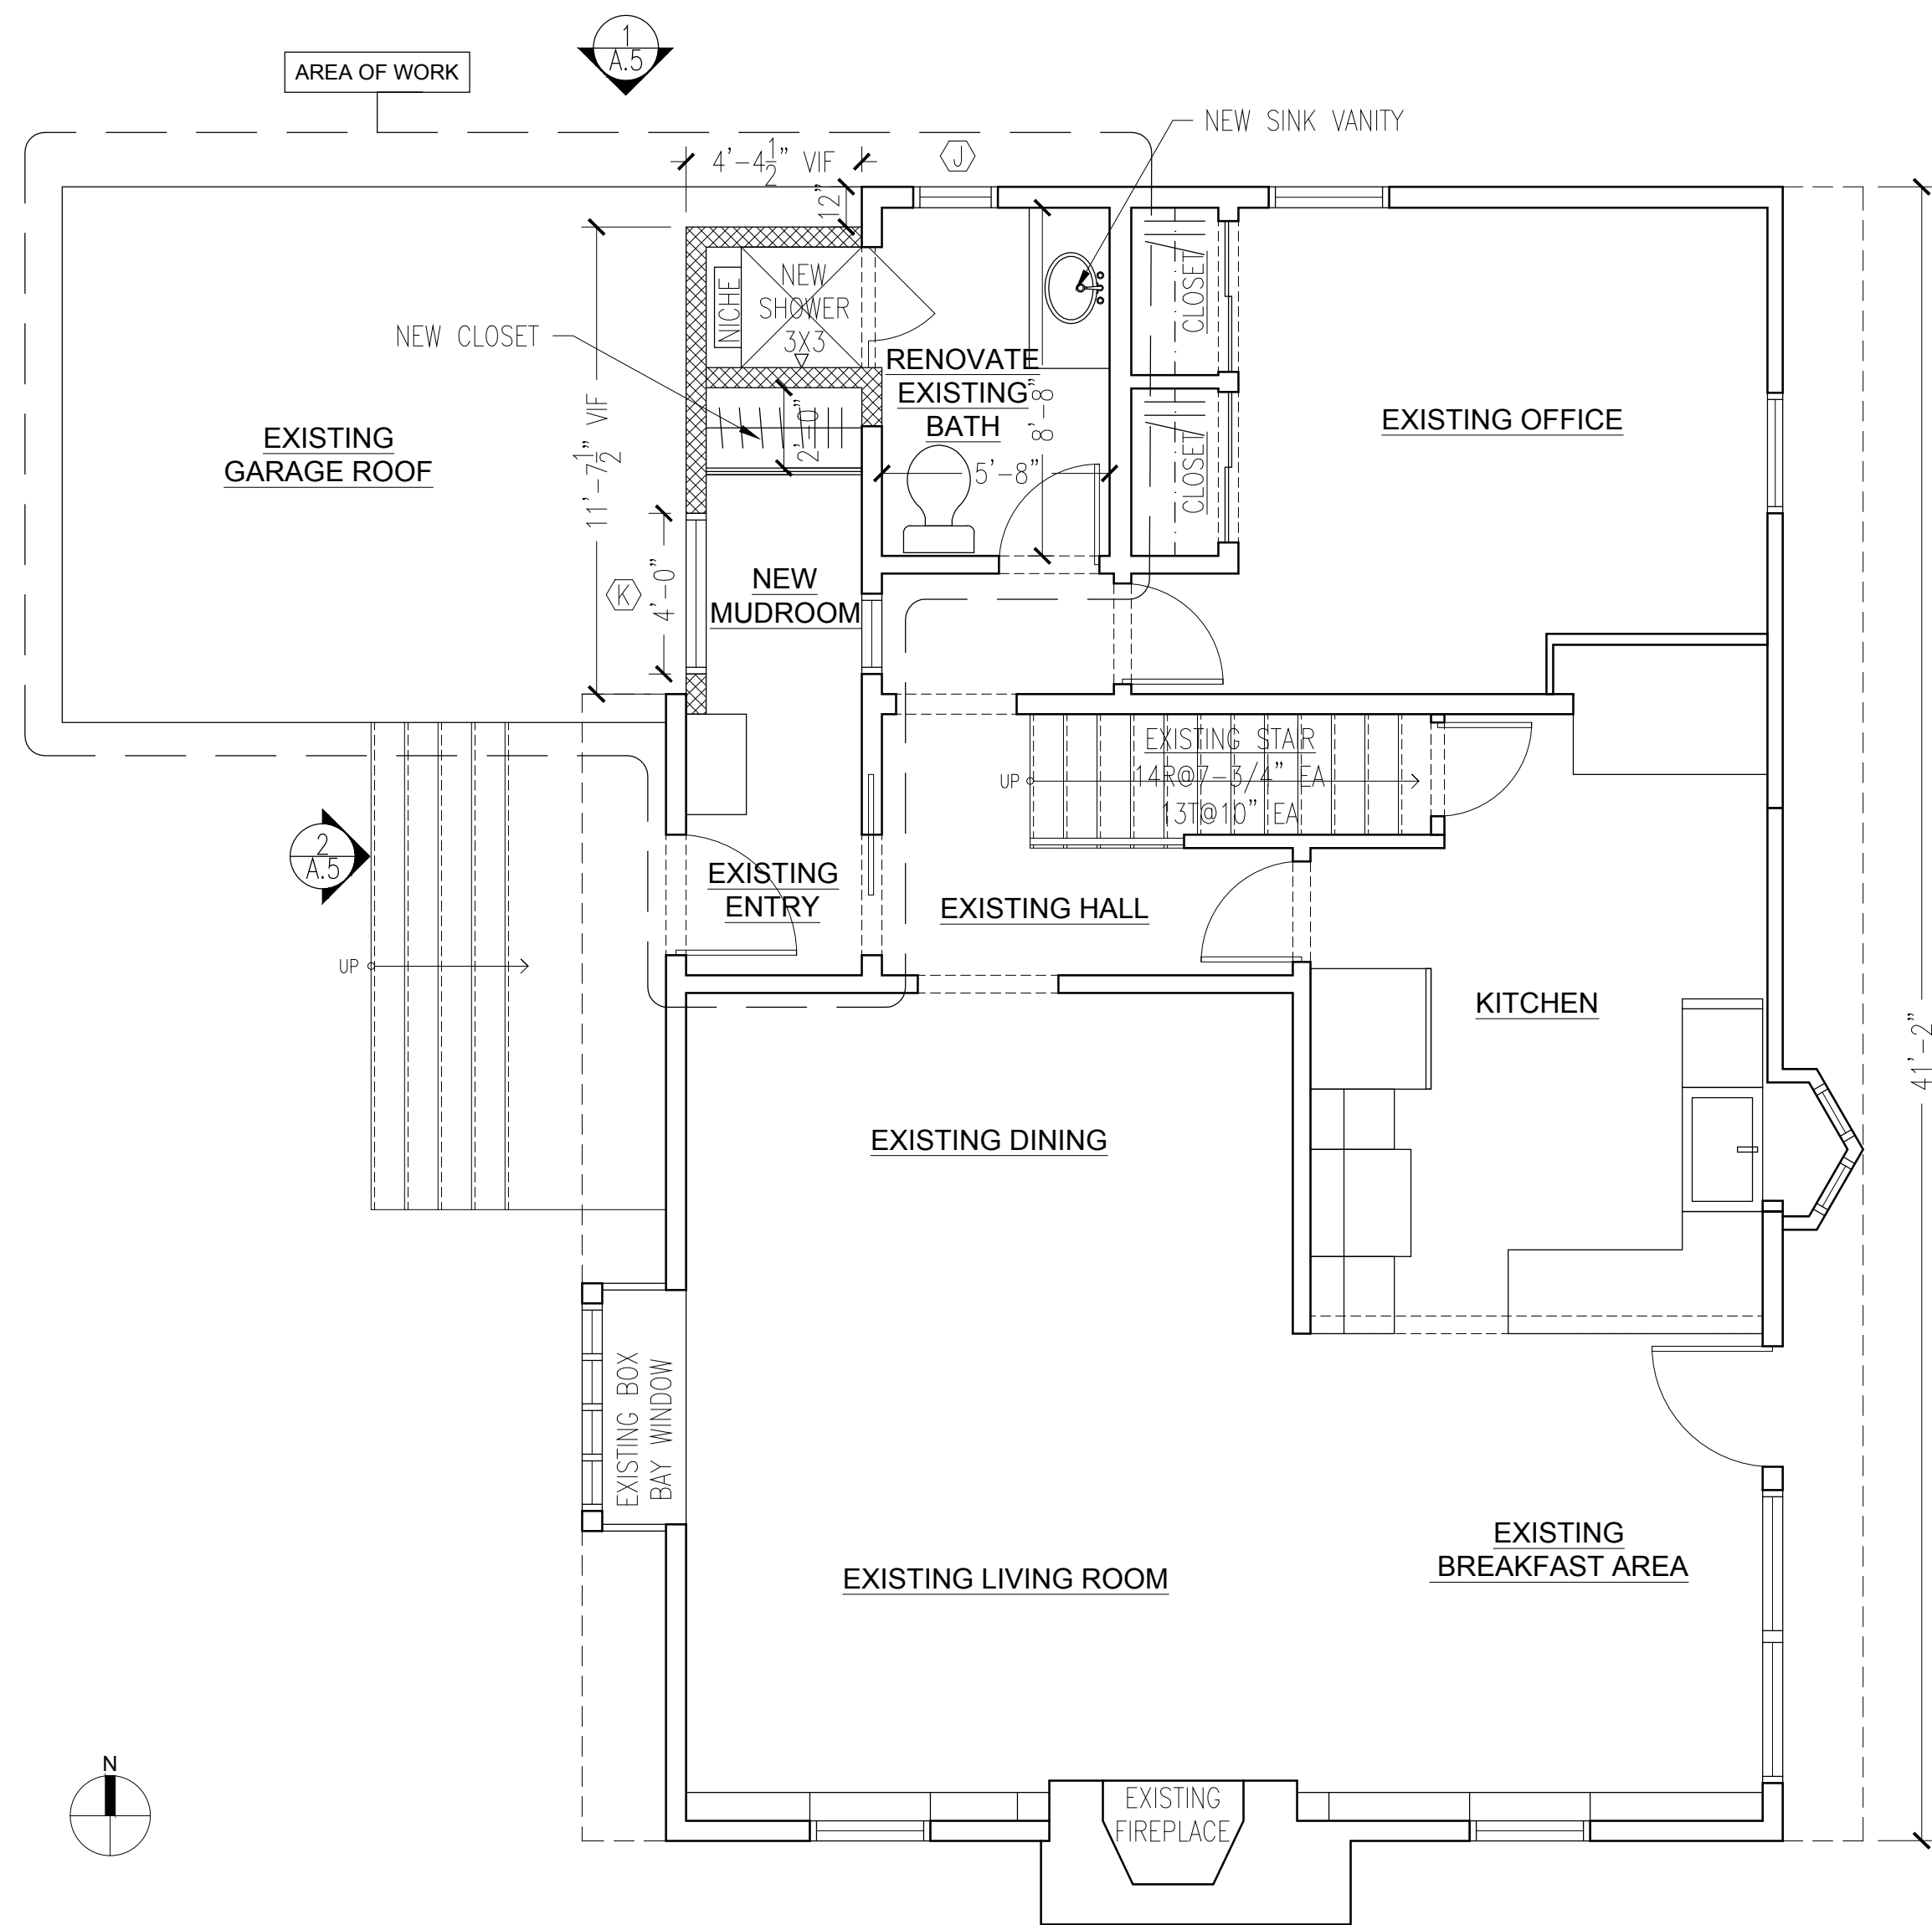 1
A.5
AREA OF WORK
NEW SINK VANITY
4'-4 1/2" VIF
J
12"
NICHE
NEW
SHOWER
3X3
CLOSET
NEW CLOSET
RENOVATE
EXISTING
BATH
8'-8"
EXISTING OFFICE
EXISTING
GARAGE ROOF
11'-7 1/2" VIF
2'-0"
5'-8"
CLOSET
K
4'-0"
NEW
MUDROOM
EXISTING STAIR
UP
14R@7-3/4" EA
13T@10" EA
2
A.5
EXISTING
ENTRY
EXISTING HALL
UP
KITCHEN
41'-2"
EXISTING DINING
EXISTING BOX
BAY WINDOW
EXISTING
BREAKFAST AREA
EXISTING LIVING ROOM
N
EXISTING
FIREPLACE